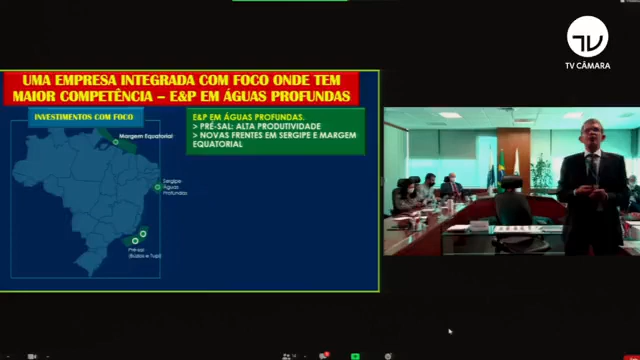 TV CÂMARA
UMA EMPRESA INTEGRADA COM FOCO ONDE TEM
MAIOR COMPETÊNCIA – E&P EM ÁGUAS PROFUNDAS
INVESTIMENTOS COM FOCO
Margem Equatorial
Sergipe
Águas
Profundas
Pré-sal
(Búzios e Tupi)
E&P EM ÁGUAS PROFUNDAS.
> PRÉ-SAL: ALTA PRODUTIVIDADE
> NOVAS FRENTES EM SERGIPE E MARGEM
EQUATORIAL